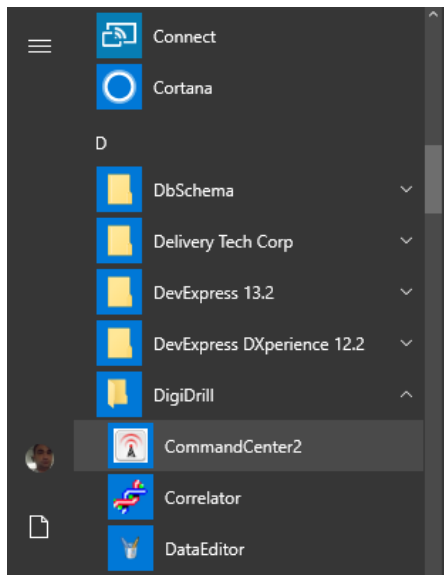 Connect
Cortana
D
DbSchema
Delivery Tech Corp
DevExpress 13.2
DevExpress DXperience 12.2
DigiDrill
CommandCenter2
Correlator
DataEditor